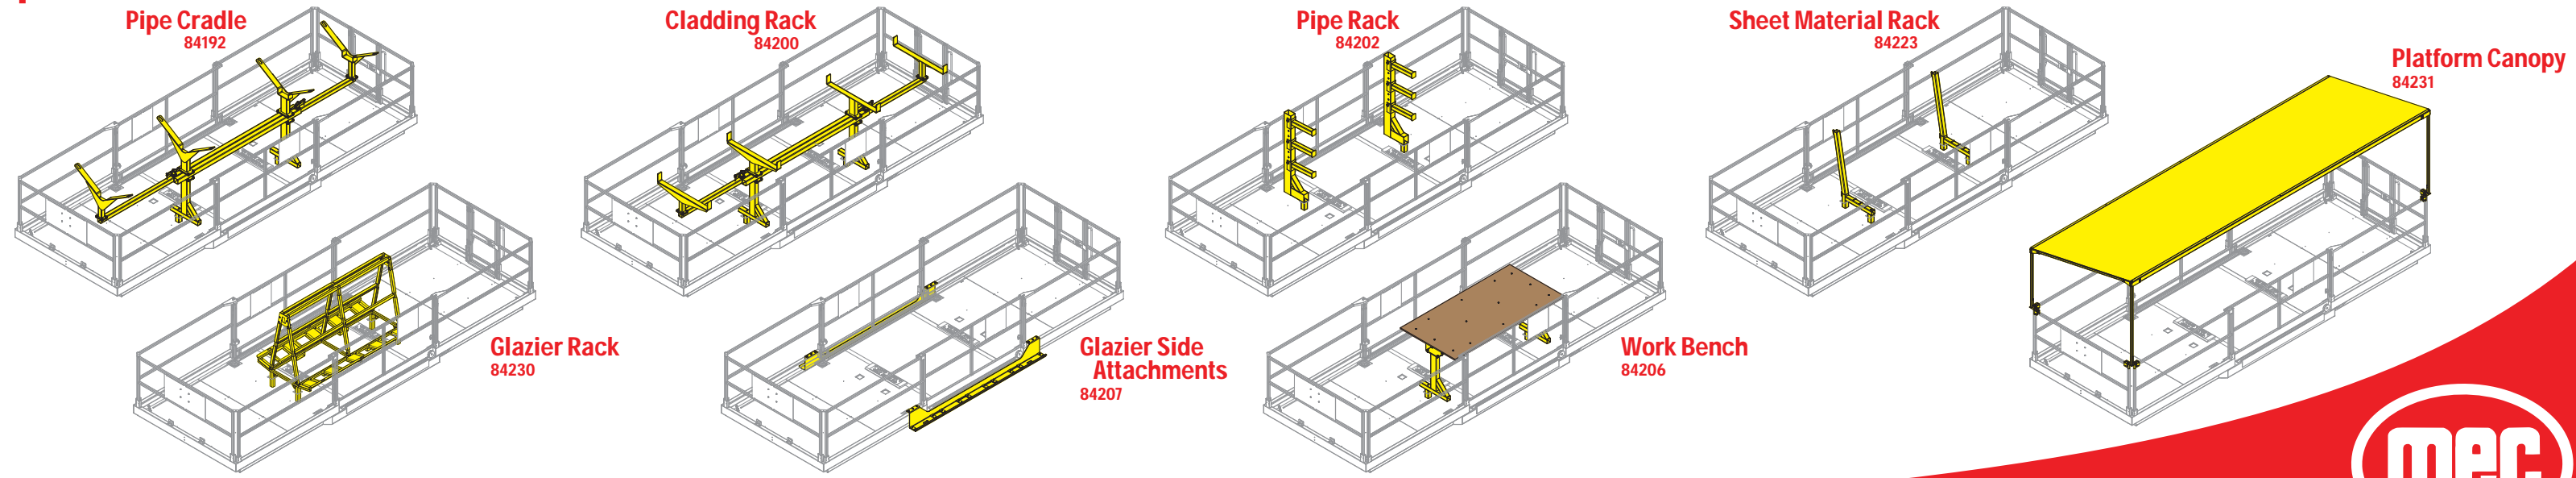 Pipe Cradle
84192
Cladding Rack
84200
Pipe Rack
84202
Sheet Material Rack
84223
Platform Canopy
84231
Glazier Rack
84230
Glazier Side
Attachments
84207
Work Bench
84206
mec